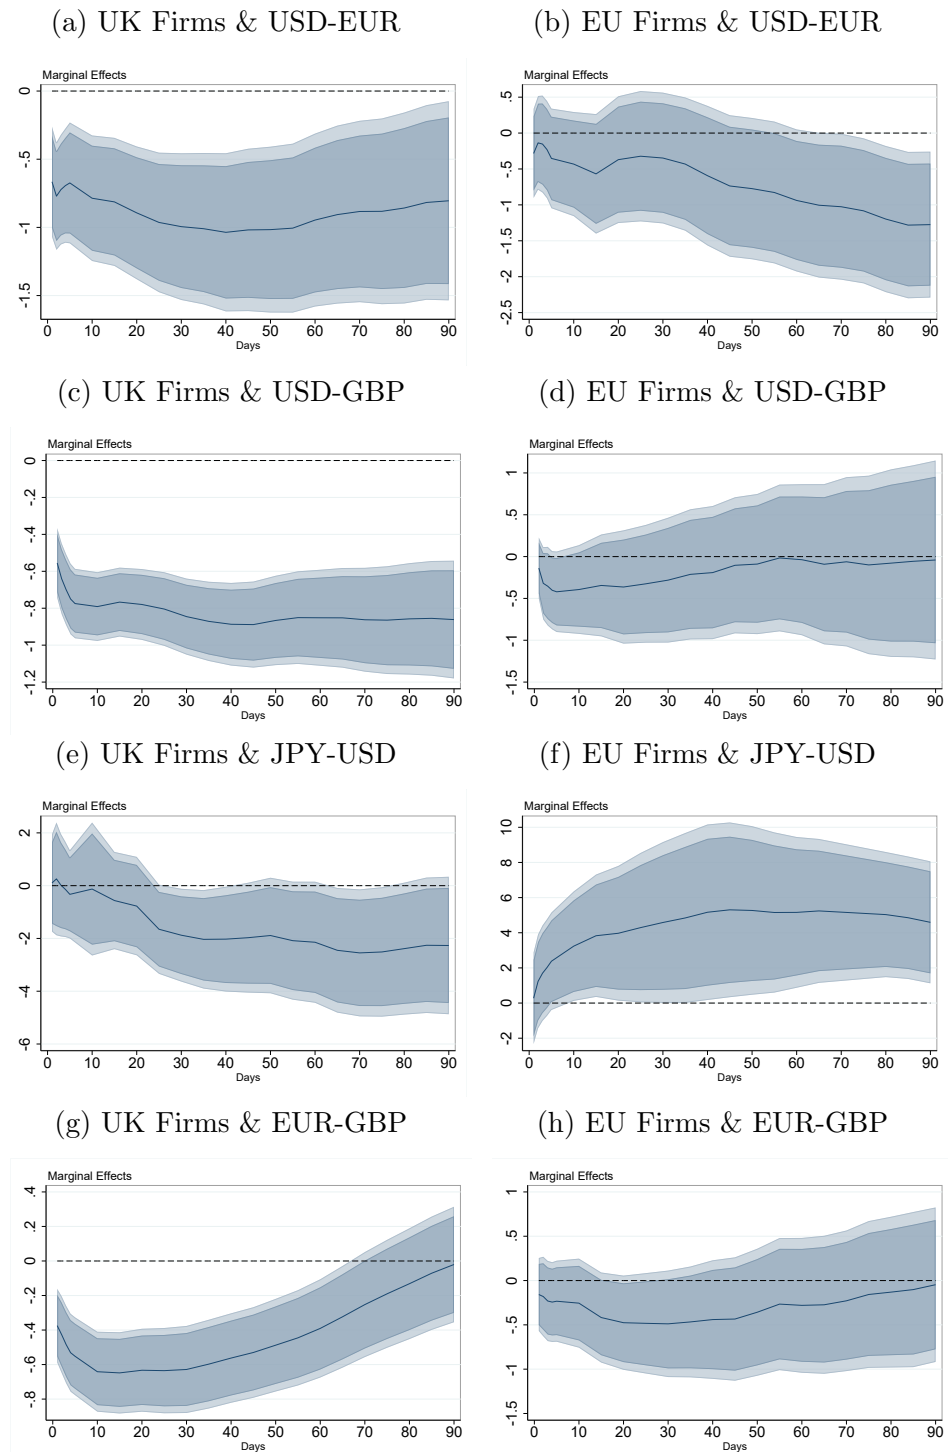 (a) UK Firms & USD-EUR
Marginal Effects
0
-.5
-1
-1.5
0 10 20 30 40 50 60 70 80 90
Days
(b) EU Firms & USD-EUR
Marginal Effects
.5
0
-.5
-1
-1.5
-2
-2.5
0 10 20 30 40 50 60 70 80 90
Days
(c) UK Firms & USD-GBP
Marginal Effects
0
-.2
-.4
-.6
-.8
-1
-1.2
0 10 20 30 40 50 60 70 80 90
Days
(d) EU Firms & USD-GBP
Marginal Effects
1
.5
0
-.5
-1
-1.5
0 10 20 30 40 50 60 70 80 90
Days
(e) UK Firms & JPY-USD
Marginal Effects
2
0
-2
-4
-6
0 10 20 30 40 50 60 70 80 90
Days
(f) EU Firms & JPY-USD
Marginal Effects
10
8
6
4
2
0
-2
0 10 20 30 40 50 60 70 80 90
Days
(g) UK Firms & EUR-GBP
Marginal Effects
.4
.2
0
-.2
-.4
-.6
-.8
0 10 20 30 40 50 60 70 80 90
Days
(h) EU Firms & EUR-GBP
Marginal Effects
1
.5
0
-.5
-1
-1.5
0 10 20 30 40 50 60 70 80 90
Days